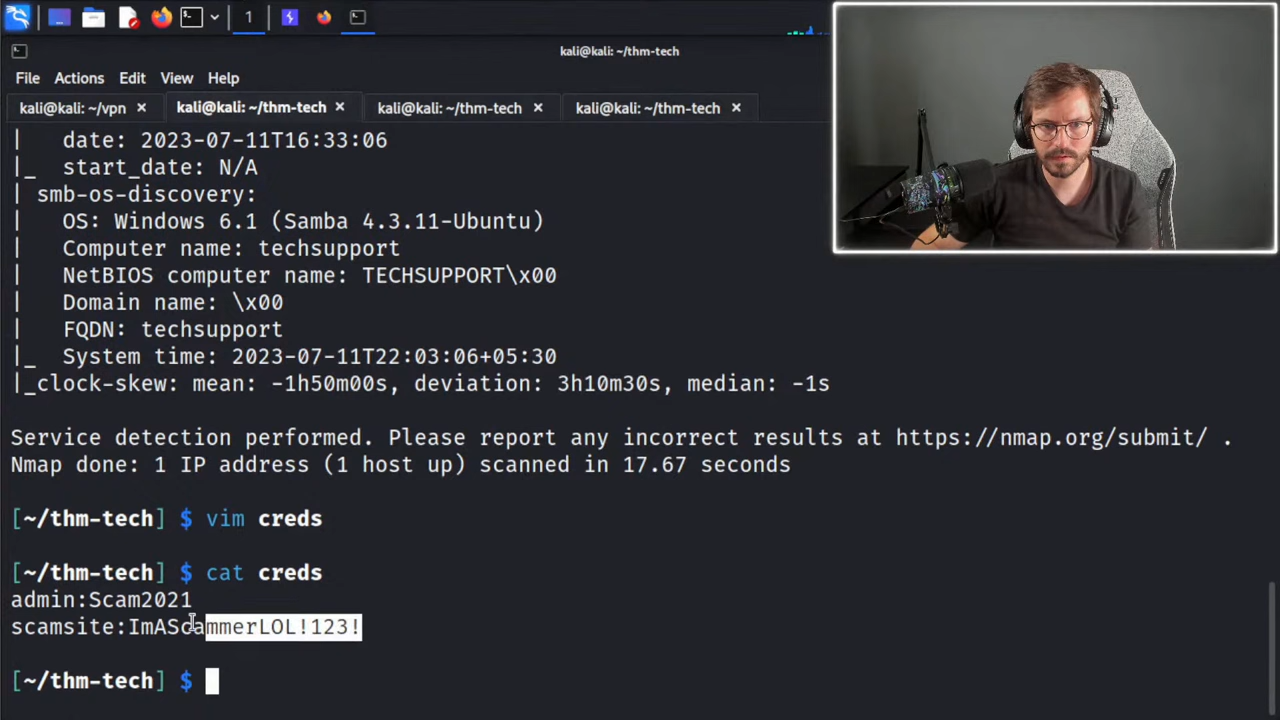 1
kali@kali: ~/thm-tech
File Actions Edit View Help
kali@kali: ~/vpn × kali@kali: ~/thm-tech × kali@kali: ~/thm-tech × kali@kali: ~/thm-tech ×
| date: 2023-07-11T16:33:06
|_ start_date: N/A
| smb-os-discovery:
| OS: Windows 6.1 (Samba 4.3.11-Ubuntu)
| Computer name: techsupport
| NetBIOS computer name: TECHSUPPORT\x00
| Domain name: \x00
| FQDN: techsupport
|_ System time: 2023-07-11T22:03:06+05:30
|_clock-skew: mean: -1h50m00s, deviation: 3h10m30s, median: -1s
Service detection performed. Please report any incorrect results at https://nmap.org/submit/ .
Nmap done: 1 IP address (1 host up) scanned in 17.67 seconds
[~/thm-tech] $ vim creds
[~/thm-tech] $ cat creds
admin:Scam2021
scamsite:ImAScammerLOL!123!
[~/thm-tech] $